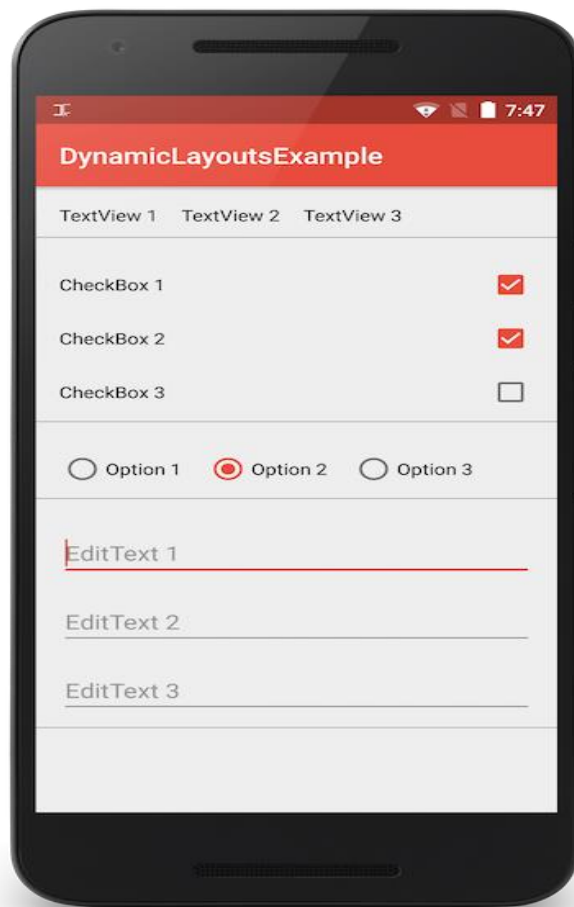 7:47
DynamicLayoutsExample
TextView 1 TextView 2 TextView 3
CheckBox 1
CheckBox 2
CheckBox 3
Option 1 Option 2 Option 3
EditText 1
EditText 2
EditText 3